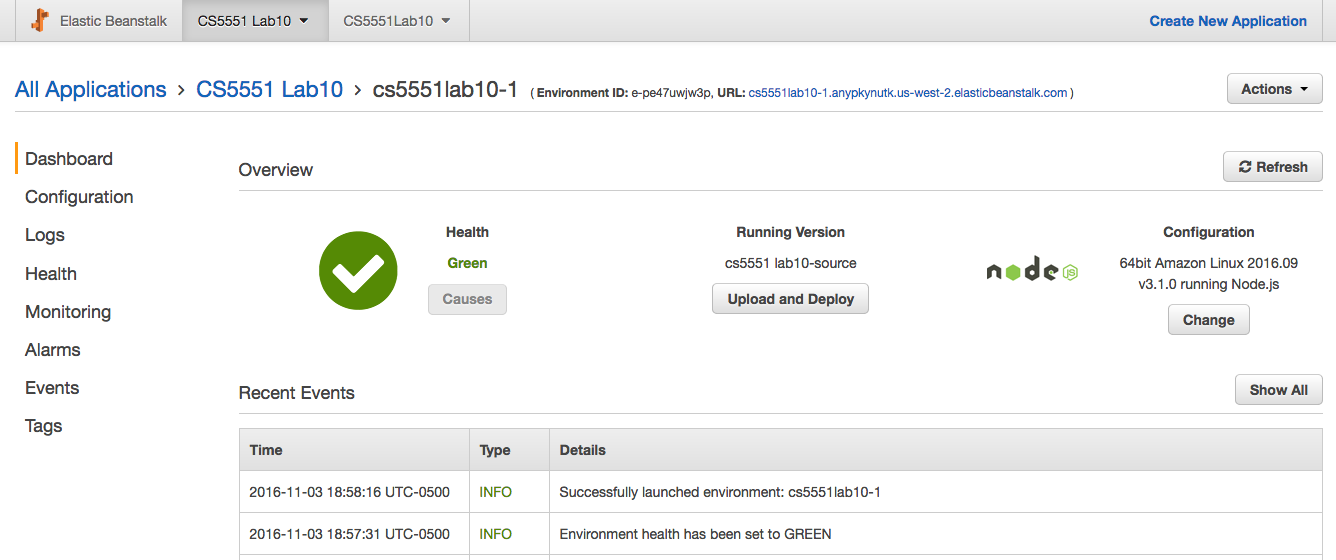 Elastic Beanstalk CS5551 Lab10 CS5551Lab10 Create New Application
All Applications > CS5551 Lab10 > cs5551lab10-1 ( Environment ID: e-pe47uwjw3p, URL: cs5551lab10-1.anypkynutk.us-west-2.elasticbeanstalk.com )
Actions
Dashboard
Configuration
Logs
Health
Monitoring
Alarms
Events
Tags
Overview
Refresh
Health
Green
Causes
Running Version
cs5551 lab10-source
Upload and Deploy
node
JS
Configuration
64bit Amazon Linux 2016.09
v3.1.0 running Node.js
Change
Recent Events
Show All
Time Type Details
2016-11-03 18:58:16 UTC-0500 INFO Successfully launched environment: cs5551lab10-1
2016-11-03 18:57:31 UTC-0500 INFO Environment health has been set to GREEN